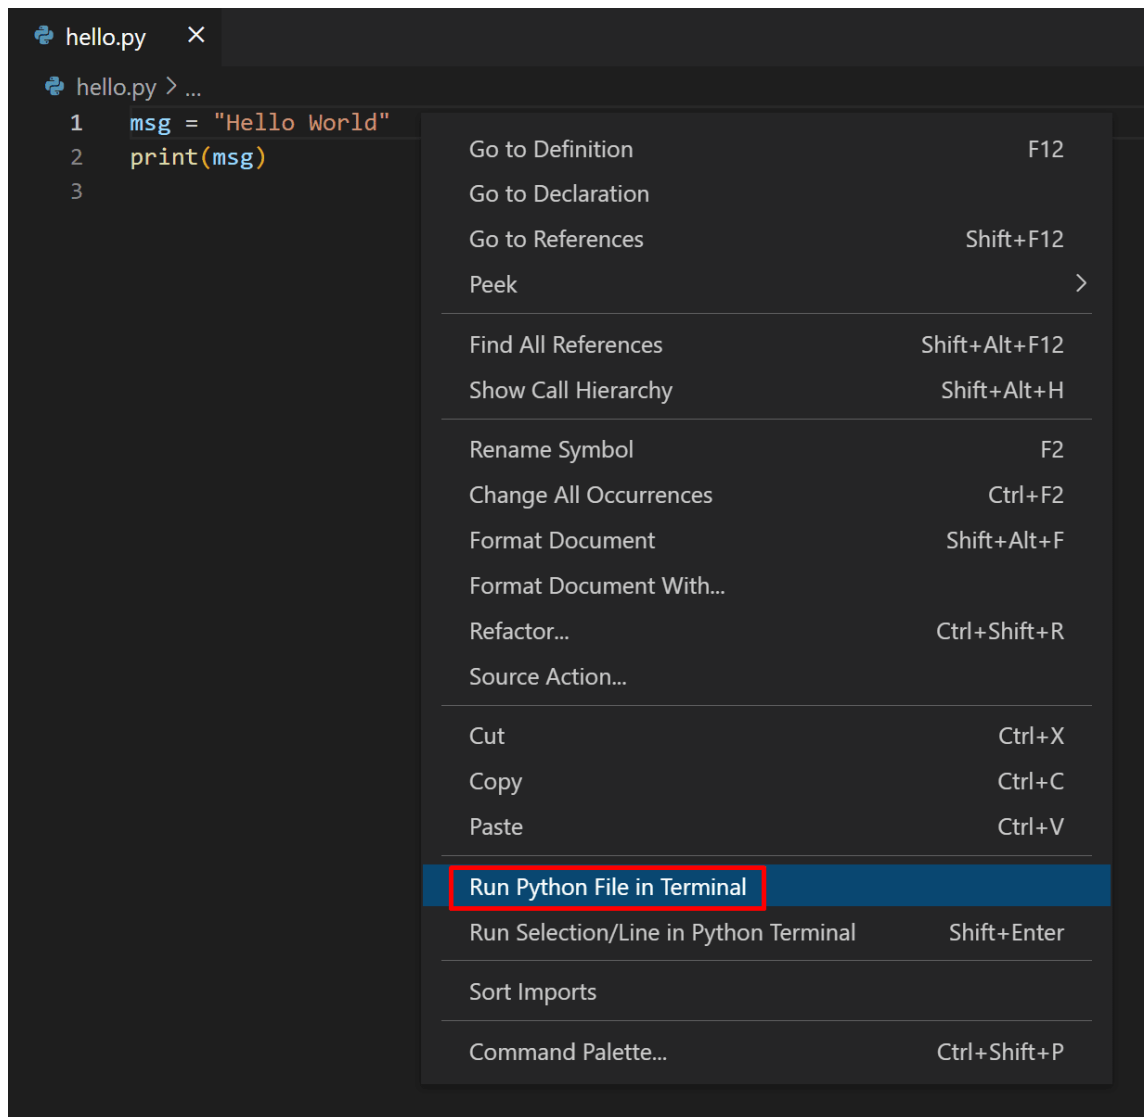 hello.py
hello.py > ...
1 msg = "Hello World"
2 print(msg)
3
Go to Definition F12
Go to Declaration
Go to References Shift+F12
Peek
Find All References Shift+Alt+F12
Show Call Hierarchy Shift+Alt+H
Rename Symbol F2
Change All Occurrences Ctrl+F2
Format Document Shift+Alt+F
Format Document With...
Refactor... Ctrl+Shift+R
Source Action...
Cut Ctrl+X
Copy Ctrl+C
Paste Ctrl+V
Run Python File in Terminal
Run Selection/Line in Python Terminal Shift+Enter
Sort Imports
Command Palette... Ctrl+Shift+P